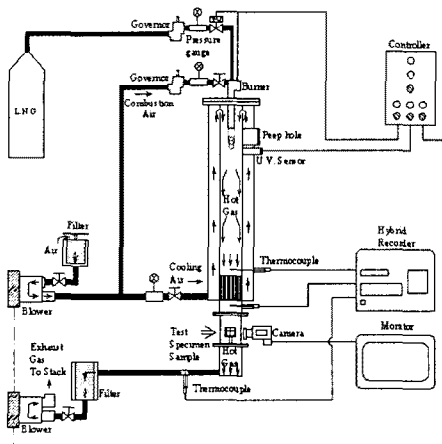 Governor
Pressure
gauge
Controller
LNG
Governor
Burner
Combustion
Air
Peep hole
U.V. Sensor
Hot
Gas
Filter
Air
Hybrid
Recorder
Thermocouple
Cooling
Air
Blower
Exhaust
Gas
To Stack
Test
Specimen
Sample
Camera
Monitor
Hot
Gas
Filter
Thermocouple
Blower